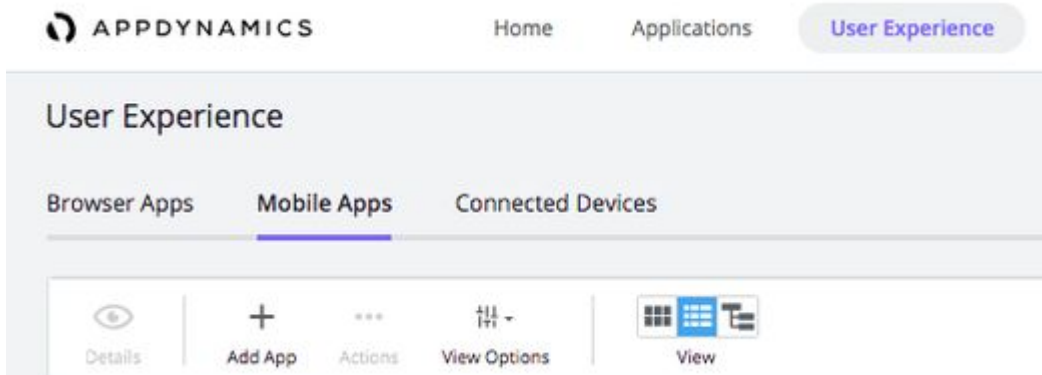 APPDYNAMICS Home Applications User Experience
User Experience
Browser Apps Mobile Apps Connected Devices
Details Add App Actions View Options View